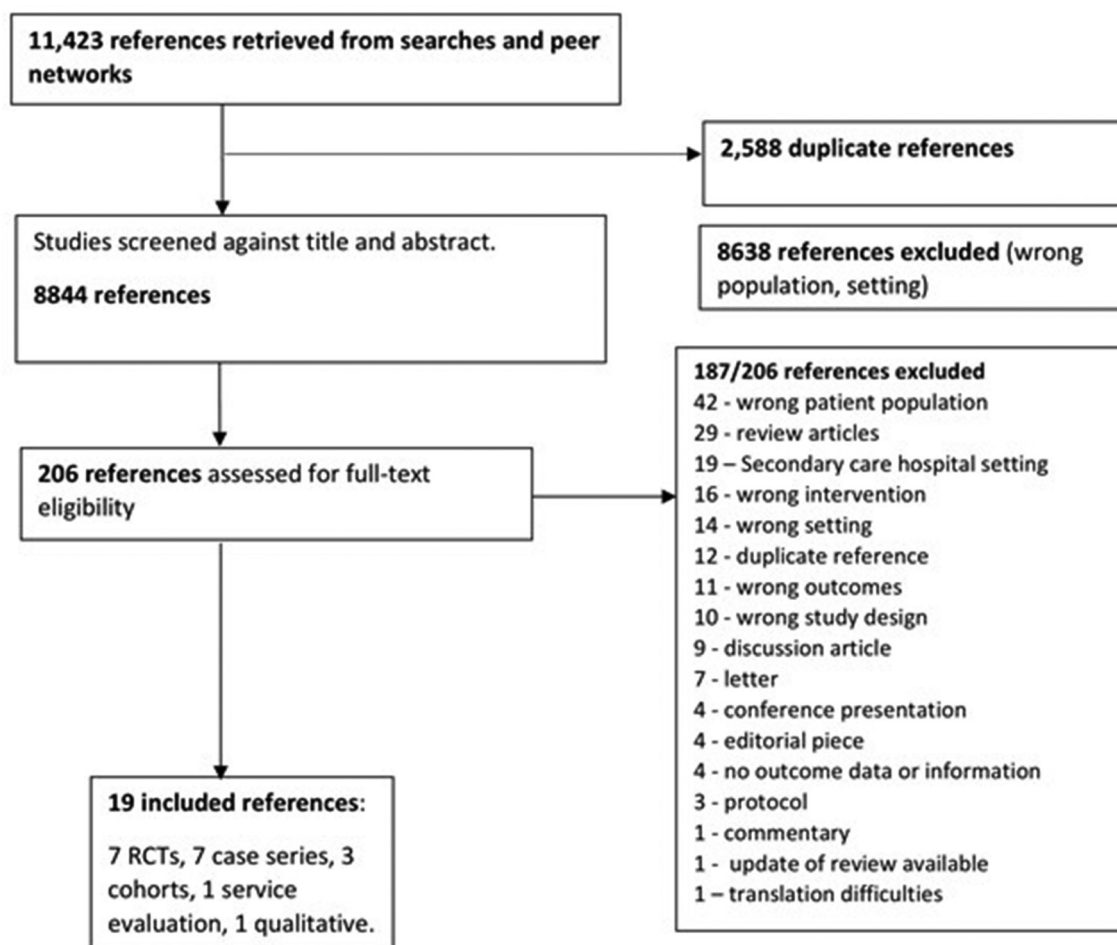 11,423 references retrieved from searches and peer
networks
2,588 duplicate references
Studies screened against title and abstract.
8844 references
8638 references excluded (wrong
population, setting)
206 references assessed for full-text
eligibility
187/206 references excluded
42 - wrong patient population
29 - review articles
19 – Secondary care hospital setting
16 - wrong intervention
14 - wrong setting
12 - duplicate reference
11 - wrong outcomes
10 - wrong study design
9 - discussion article
7 - letter
4 - conference presentation
4 - editorial piece
4 - no outcome data or information
3 - protocol
1 - commentary
1 - update of review available
1 – translation difficulties
19 included references:
7 RCTs, 7 case series, 3
cohorts, 1 service
evaluation, 1 qualitative.